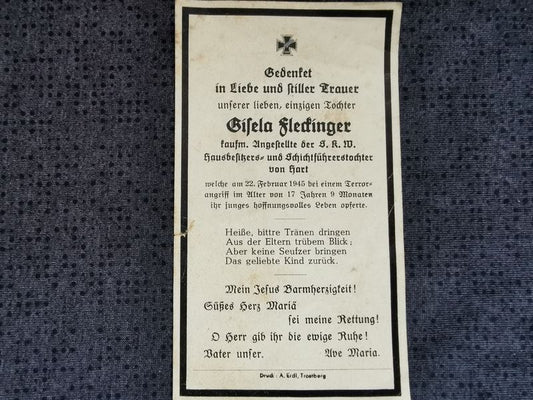 Gedenket
in Liebe und stiller Trauer
unserer lieben, einzigen Tochter
Gisela Fleckinger
kaufm. Angestellte der S. K. W.
Hausbesitzers- und Schichtführerstochter
von Hart
welche am 22. Februar 1945 bei einem Terror-
angriff im Alter von 17 Jahren 9 Monaten
ihr junges hoffnungsvolles Leben opferte.
Heiße, bittre Tränen dringen
Aus der Eltern trübem Blick;
Aber keine Seufzer bringen
Das geliebte Kind zurück.
Mein Jesus Barmherzigkeit!
Süßes Herz Mariä
sei meine Rettung!
O Herr gib ihr die ewige Ruhe!
Vater unser. Ave Maria.
Druck: A. Erdl, Trostberg